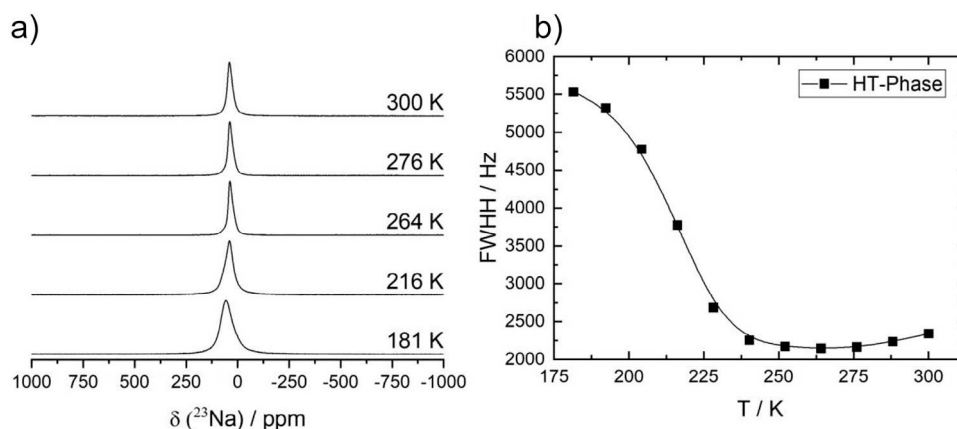 a)
300 K
276 K
264 K
216 K
181 K
1000 750 500 250 0 -250 -500 -750 -1000
δ (²³Na) / ppm
b)
6000
5500
5000
4500
4000
3500
3000
2500
2000
FWHH / Hz
HT-Phase
175 200 225 250 275 300
T / K